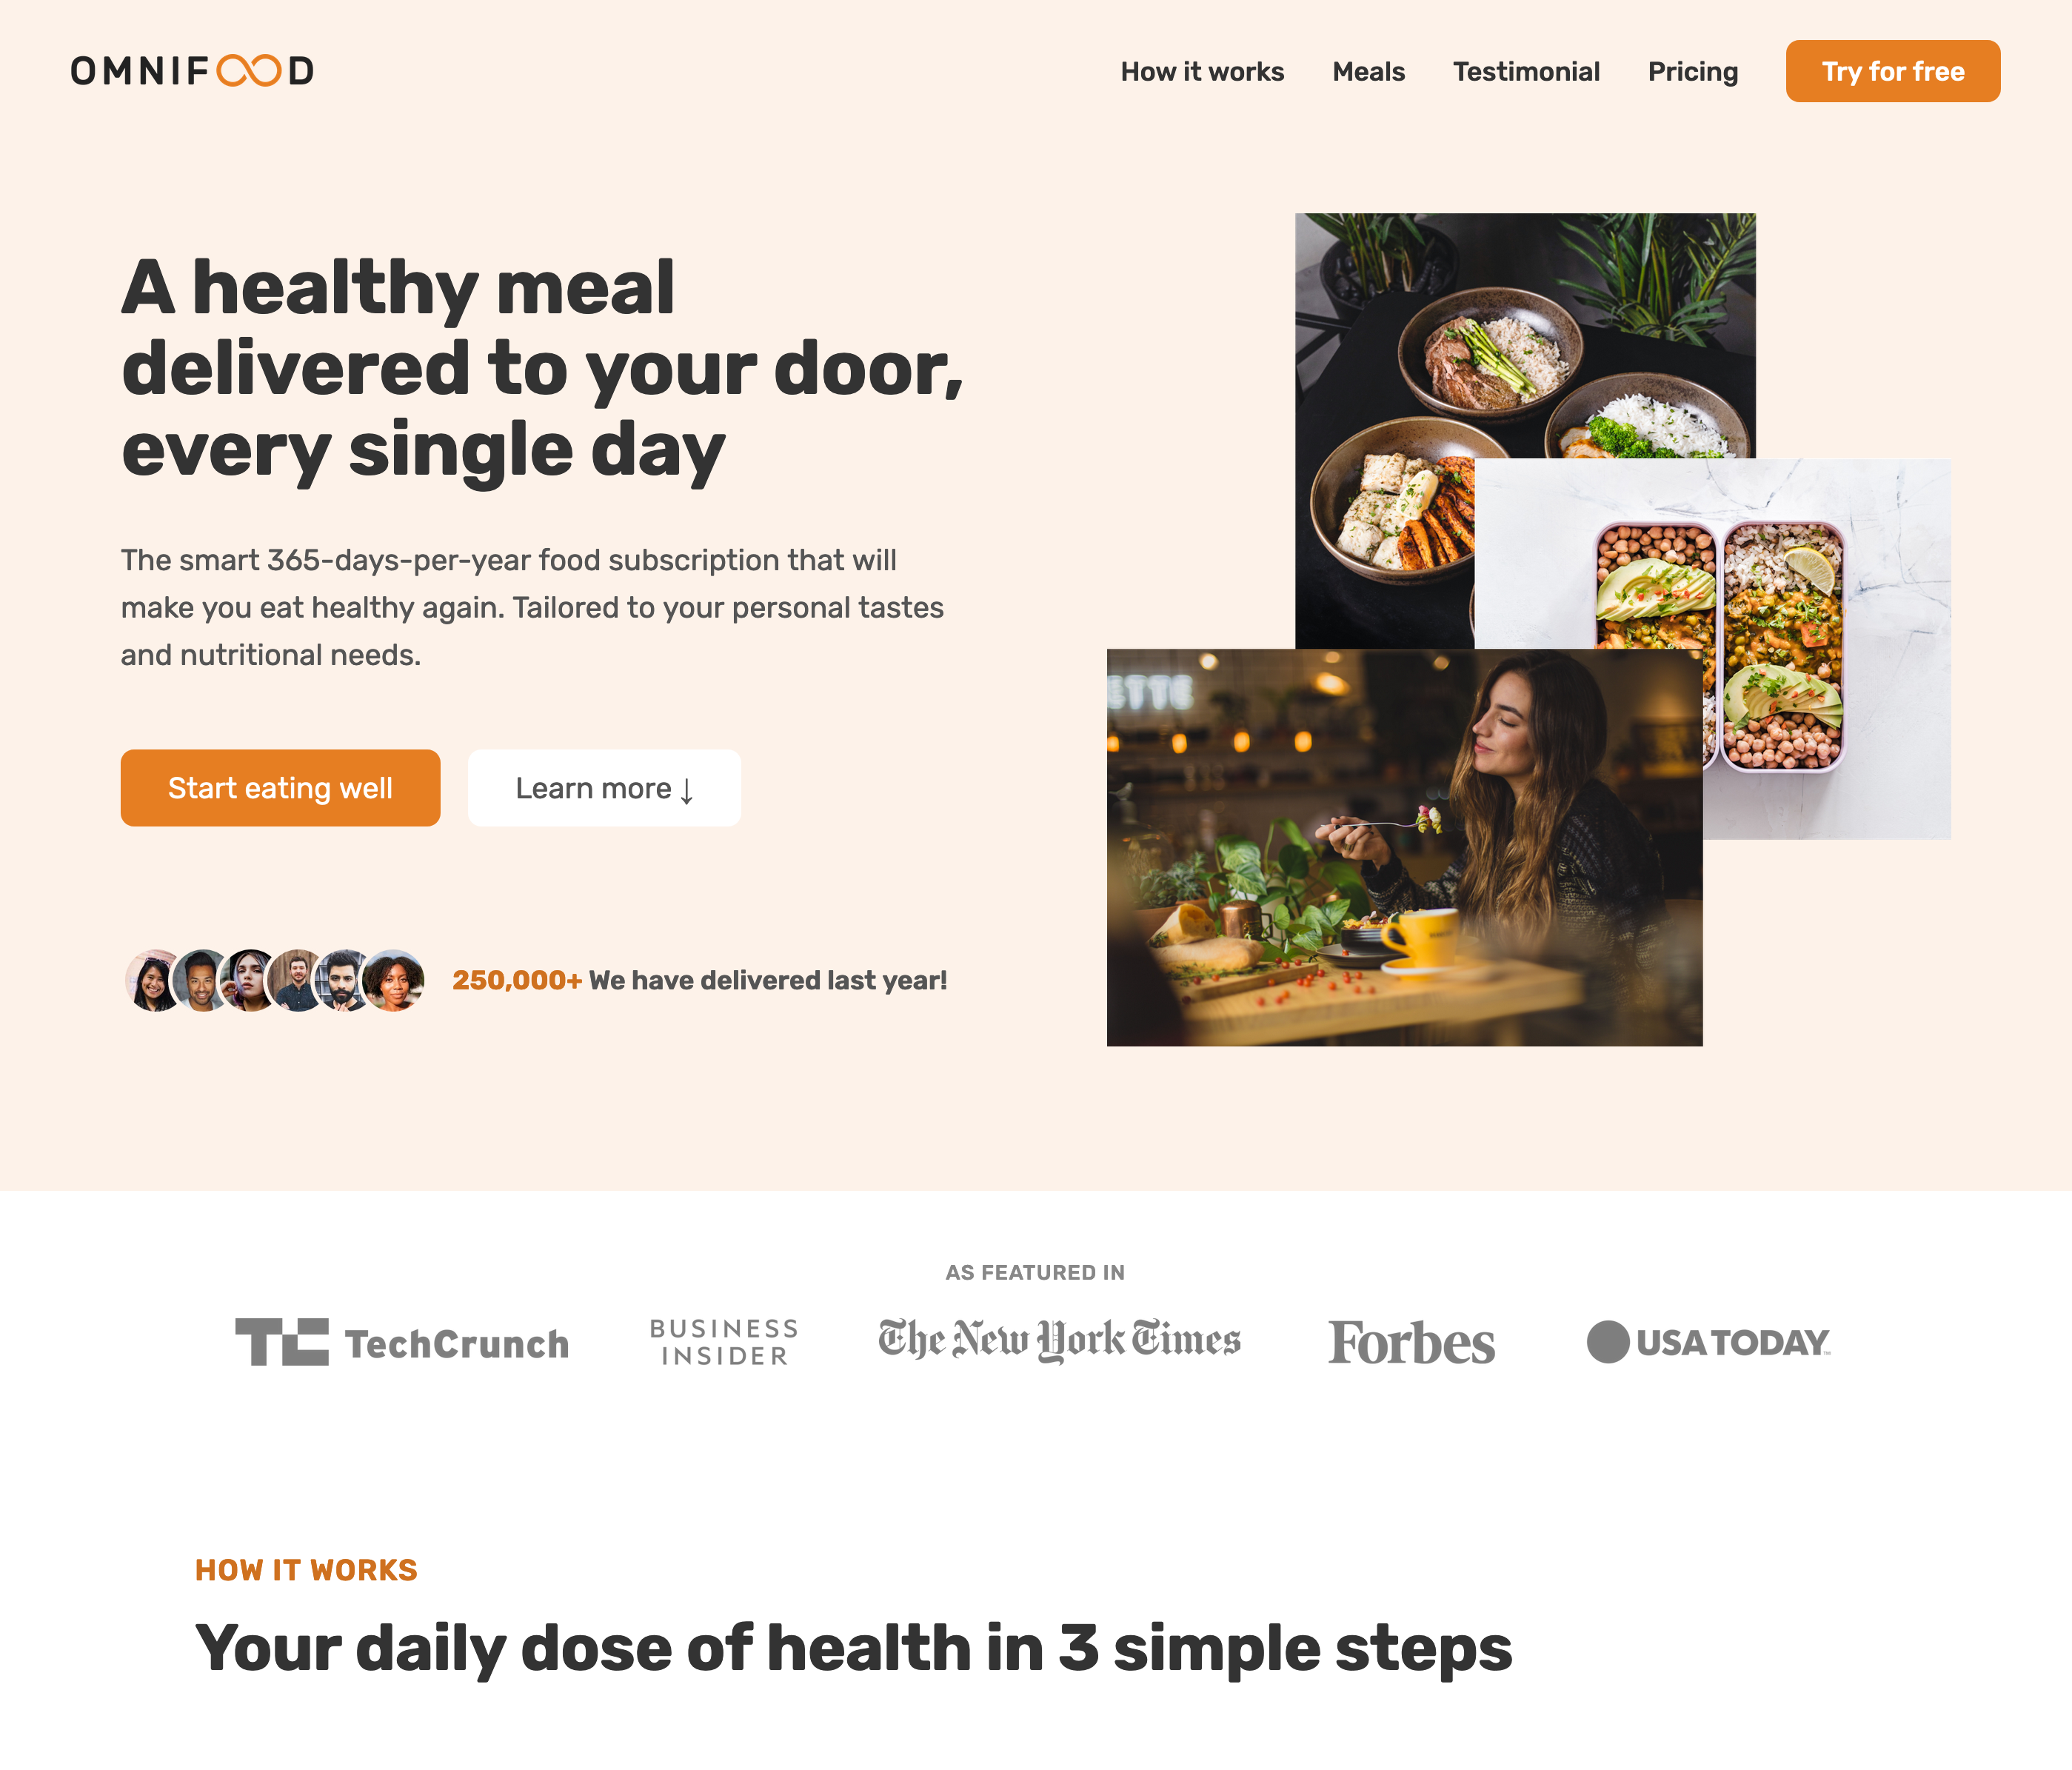 OMNIFOOD
How it works Meals Testimonial Pricing Try for free
A healthy meal
delivered to your door,
every single day
The smart 365-days-per-year food subscription that will
make you eat healthy again. Tailored to your personal tastes
and nutritional needs.
Start eating well Learn more ↓
ETTE
250,000+ We have delivered last year!
AS FEATURED IN
TC TechCrunch
BUSINESS
INSIDER
The New York Times
Forbes
USA TODAY™
HOW IT WORKS
Your daily dose of health in 3 simple steps